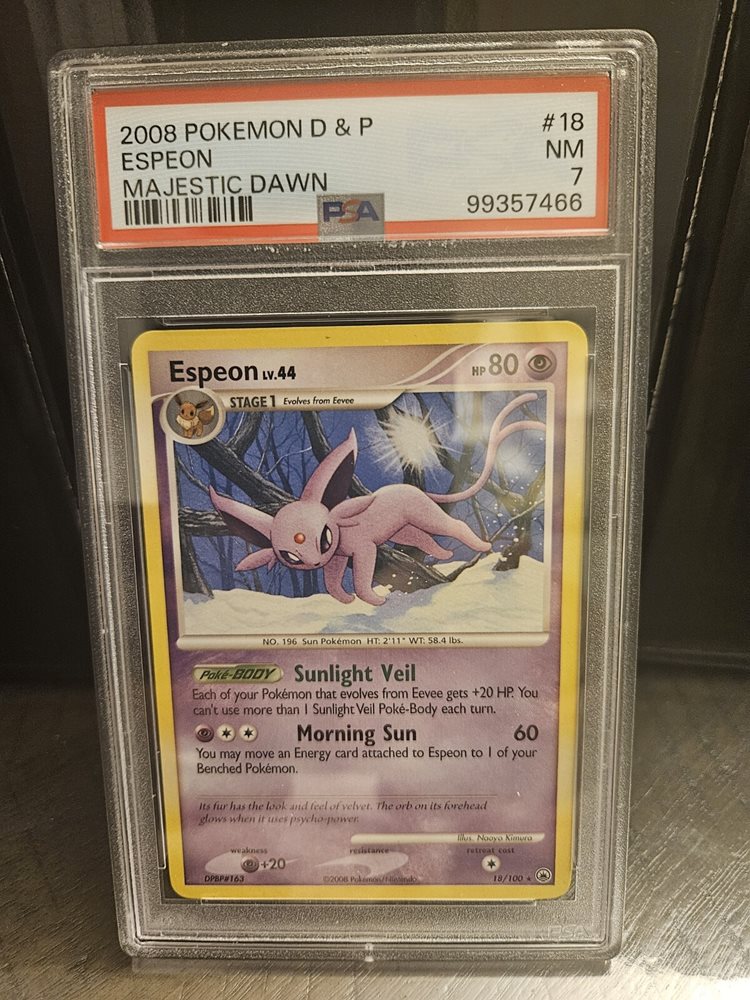 2008 POKEMON D & P #18
ESPEON NM
MAJESTIC DAWN 7
PSA 99357466
Espeon LV.44 HP 80
STAGE 1 Evolves from Eevee
NO. 196 Sun Pokémon HT: 2'11" WT: 58.4 lbs.
Poké-BODY Sunlight Veil
Each of your Pokémon that evolves from Eevee gets +20 HP. You
can't use more than 1 Sunlight Veil Poké-Body each turn.
Morning Sun 60
You may move an Energy card attached to Espeon to 1 of your
Benched Pokémon.
Its fur has the look and feel of velvet. The orb on its forehead
glows when it uses psycho-power.
Illus. Naoyo Kimura
weakness resistance retreat cost
+20
DPBP#163 ©2008 Pokémon/Nintendo 18/100 ★